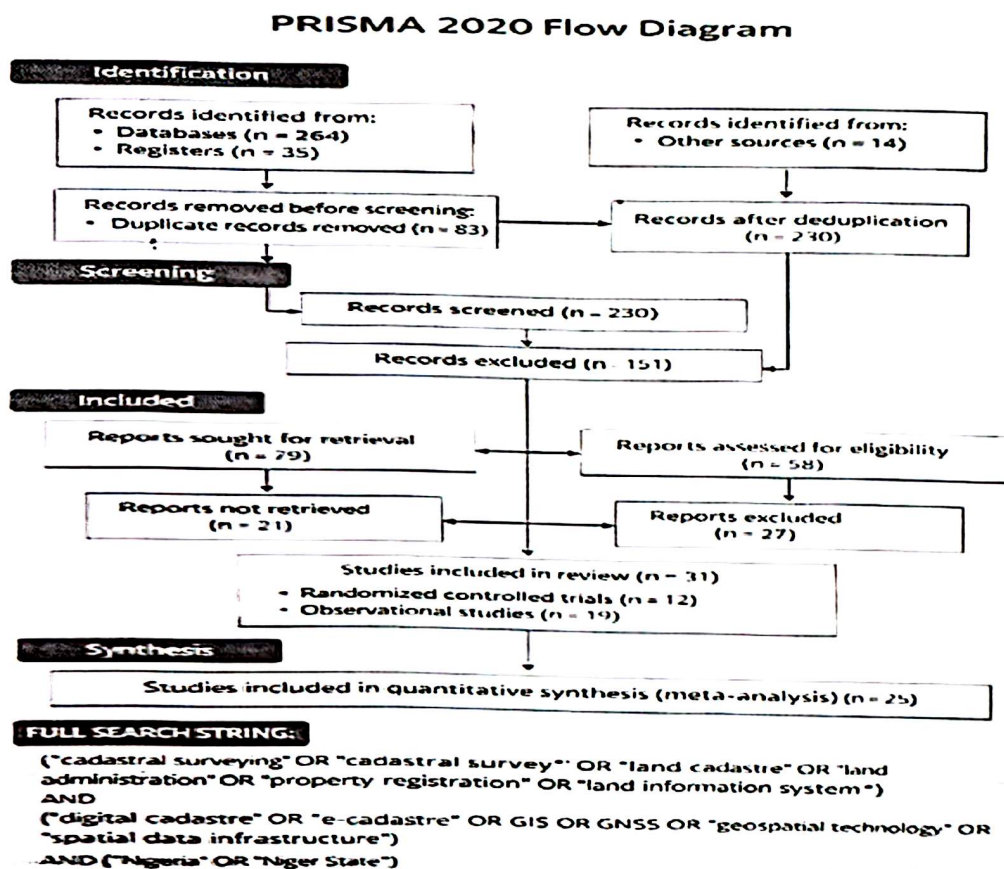 PRISMA 2020 Flow Diagram
Identification
Records identified from:
• Databases (n = 264)
• Registers (n = 35)
Records identified from:
• Other sources (n = 14)
Records removed before screening:
• Duplicate records removed (n = 83)
Records after deduplication
(n = 230)
Screening
Records screened (n = 230)
Records excluded (n = 151)
Included
Reports sought for retrieval
(n = 79)
Reports assessed for eligibility
(n = 58)
Reports not retrieved
(n = 21)
Reports excluded
(n = 27)
Studies included in review (n = 31)
• Randomized controlled trials (n = 12)
• Observational studies (n = 19)
Synthesis
Studies included in quantitative synthesis (meta-analysis) (n = 25)
FULL SEARCH STRING:
("cadastral surveying" OR "cadastral survey" OR "land cadastre" OR "land
administration" OR "property registration" OR "land information system")
AND
("digital cadastre" OR "e-cadastre" OR GIS OR GNSS OR "geospatial technology" OR
"spatial data infrastructure")
AND ("Nigeria" OR "Niger State")